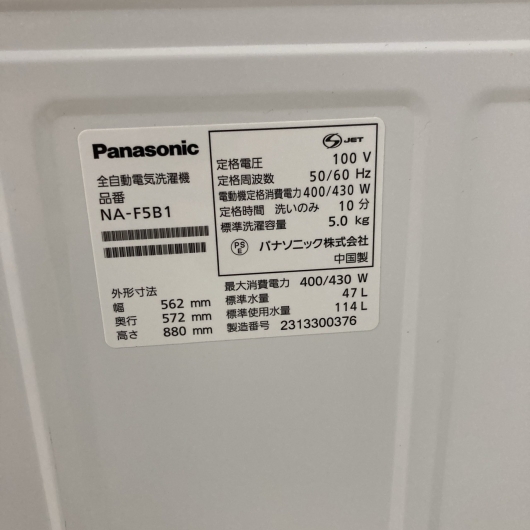 Panasonic
全自動電気洗濯機
品番
NA-F5B1
外形寸法
幅 562 mm
奥行 572 mm
高さ 880 mm
S JET
定格電圧 100 V
定格周波数 50/60 Hz
電動機定格消費電力 400/430 W
定格時間 洗いのみ 10 分
標準洗濯容量 5.0 kg
PS E パナソニック株式会社
中国製
最大消費電力 400/430 W
標準水量 47 L
標準使用水量 114 L
製造番号 2313300376